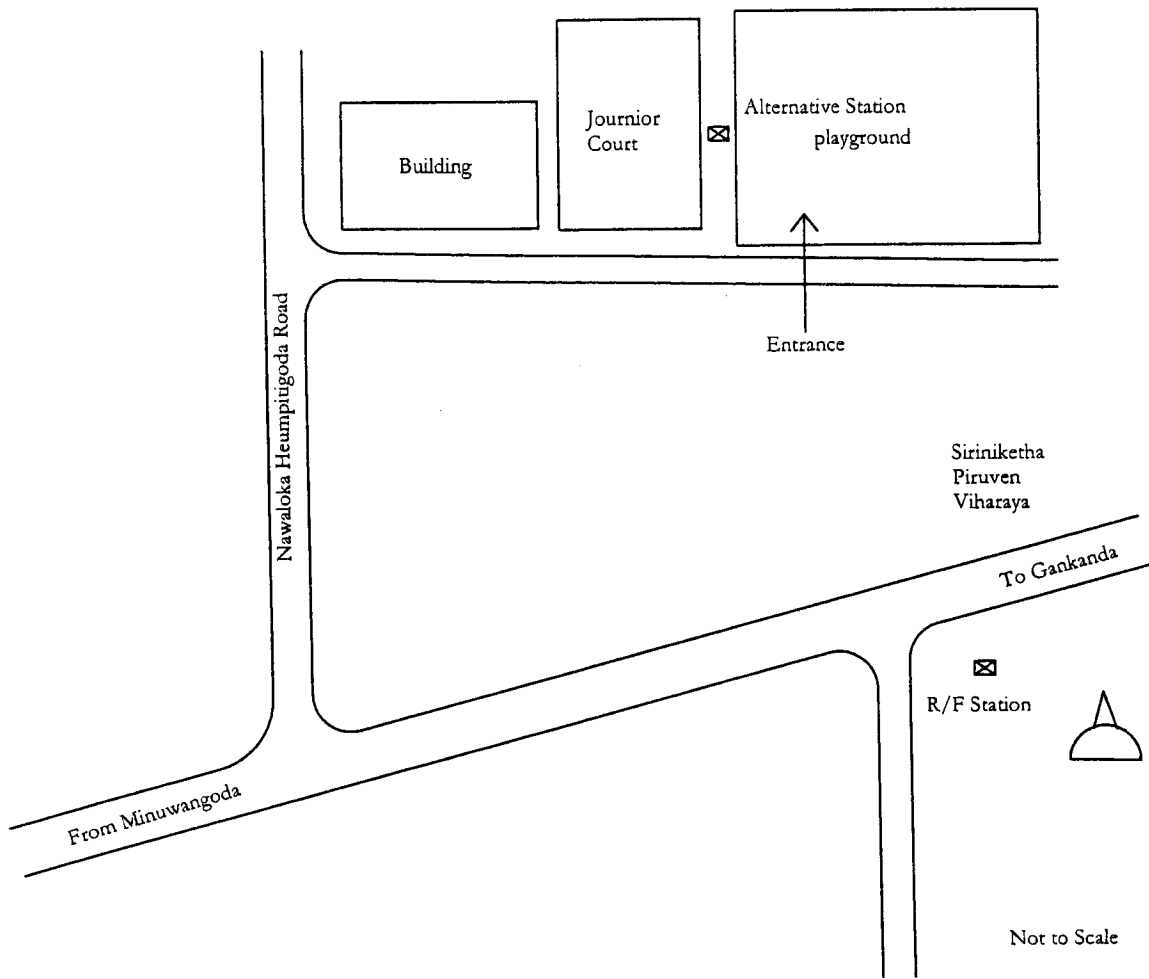 Alternative Station
playground
Journior
Court
Building
Entrance
Nawaloka Heumpitigoda Road
Siriniketha
Piruven
Viharaya
To Gankanda
R/F Station
From Minuwangoda
Not to Scale